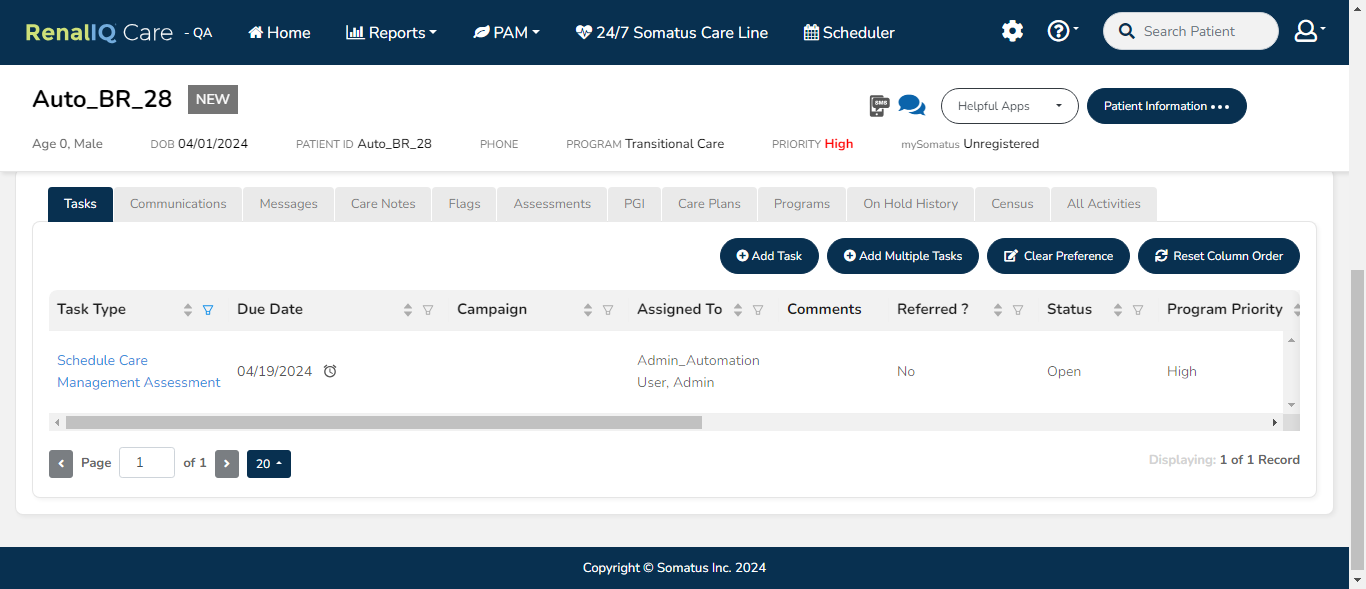 RenalIQ Care - QA Home Reports PAM 24/7 Somatus Care Line Scheduler Search Patient
Auto_BR_28 NEW
SMS Helpful Apps Patient Information
Age 0, Male DOB 04/01/2024 PATIENT ID Auto_BR_28 PHONE PROGRAM Transitional Care PRIORITY High mySomatus Unregistered
Tasks Communications Messages Care Notes Flags Assessments PGI Care Plans Programs On Hold History Census All Activities
Add Task Add Multiple Tasks Clear Preference Reset Column Order
Task Type Due Date Campaign Assigned To Comments Referred ? Status Program Priority
Schedule Care Management Assessment 04/19/2024 Admin_Automation User, Admin No Open High
Page 1 of 1 20 Displaying: 1 of 1 Record
Copyright © Somatus Inc. 2024